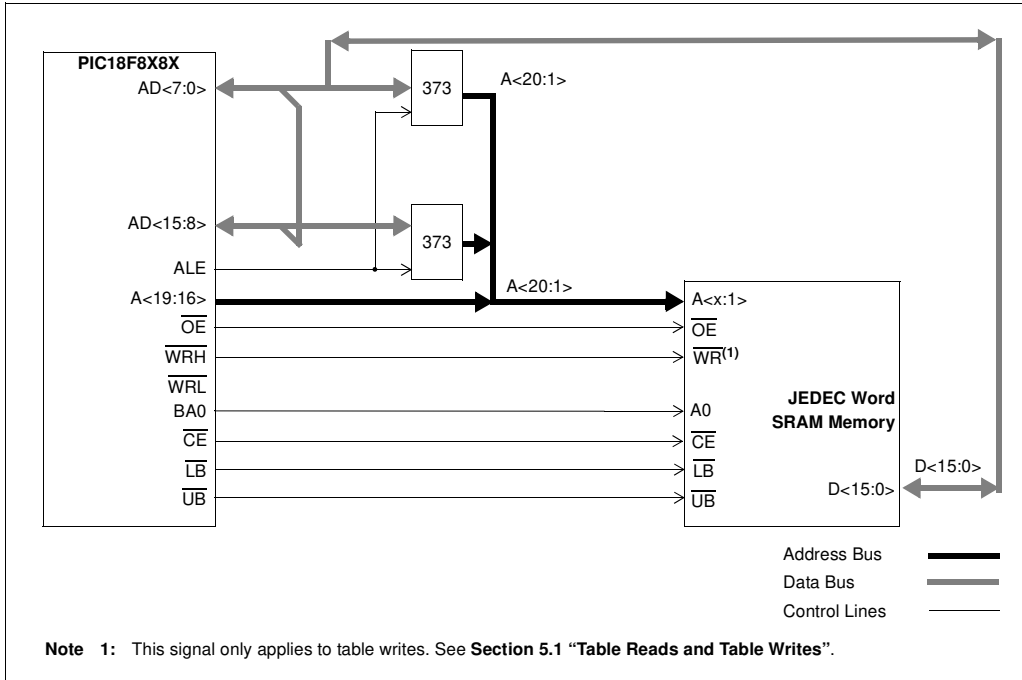 PIC18F8X8X
AD<7:0>
373
A<20:1>
AD<15:8>
373
ALE
A<19:16>
A<20:1>
A<x:1>
OE
OE
WRH
WR(1)
WRL
JEDEC Word
SRAM Memory
BA0
A0
CE
CE
LB
LB
D<15:0>
D<15:0>
UB
UB
Address Bus
Data Bus
Control Lines
Note 1: This signal only applies to table writes. See Section 5.1 “Table Reads and Table Writes”.